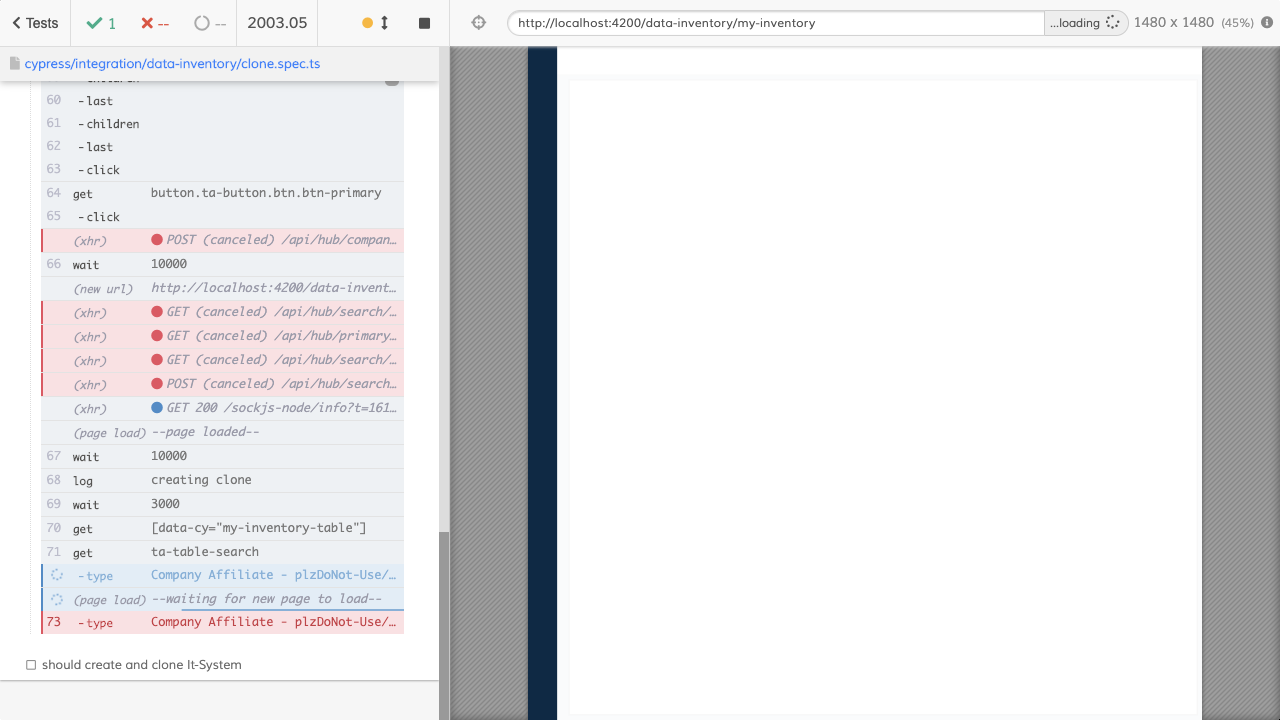 Tests 1 -- -- 2003.05
http://localhost:4200/data-inventory/my-inventory ...loading 1480 x 1480 (45%)
cypress/integration/data-inventory/clone.spec.ts
60 -last
61 -children
62 -last
63 -click
64 get button.ta-button.btn.btn-primary
65 -click
(xhr) POST (canceled) /api/hub/compan…
66 wait 10000
(new url) http://localhost:4200/data-invent…
(xhr) GET (canceled) /api/hub/search/…
(xhr) GET (canceled) /api/hub/primary…
(xhr) GET (canceled) /api/hub/search/…
(xhr) POST (canceled) /api/hub/search…
(xhr) GET 200 /sockjs-node/info?t=161…
(page load) --page loaded--
67 wait 10000
68 log creating clone
69 wait 3000
70 get [data-cy="my-inventory-table"]
71 get ta-table-search
-type Company Affiliate - plzDoNot-Use/…
(page load) --waiting for new page to load--
73 -type Company Affiliate - plzDoNot-Use/…
should create and clone It-System